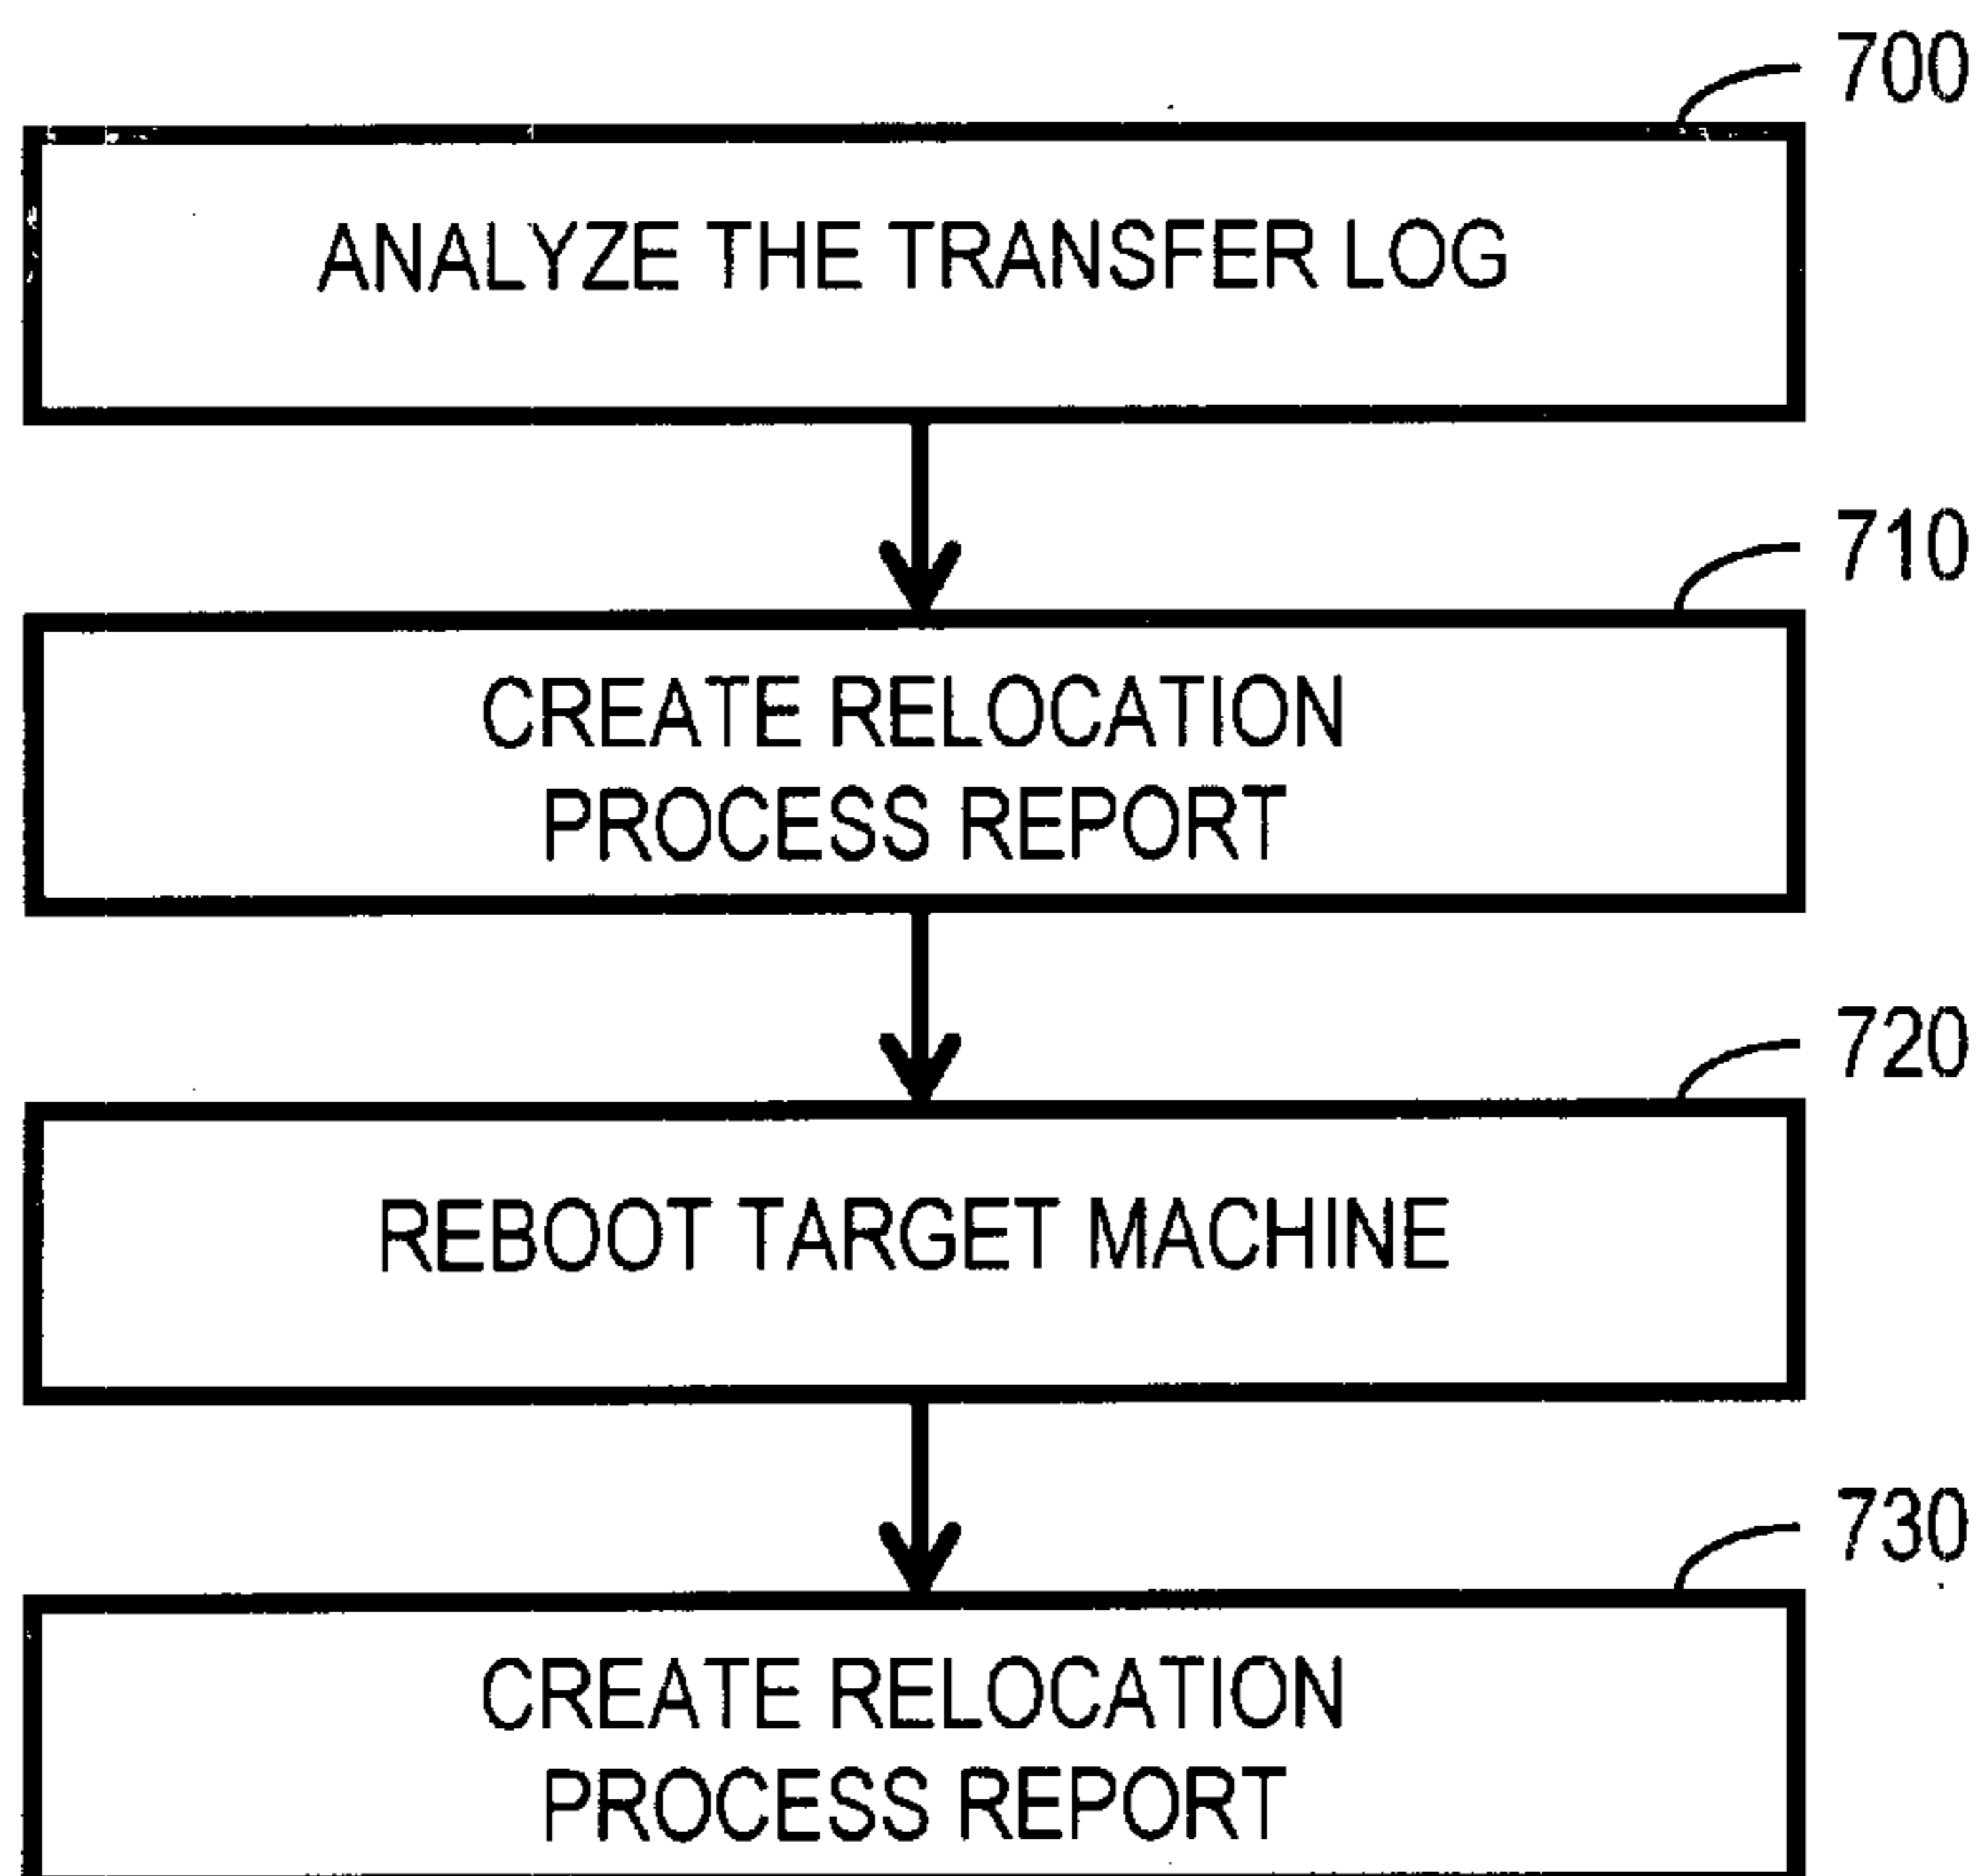 700
ANALYZE THE TRANSFER LOG
710
CREATE RELOCATION
PROCESS REPORT
720
REBOOT TARGET MACHINE
730
CREATE RELOCATION
PROCESS REPORT